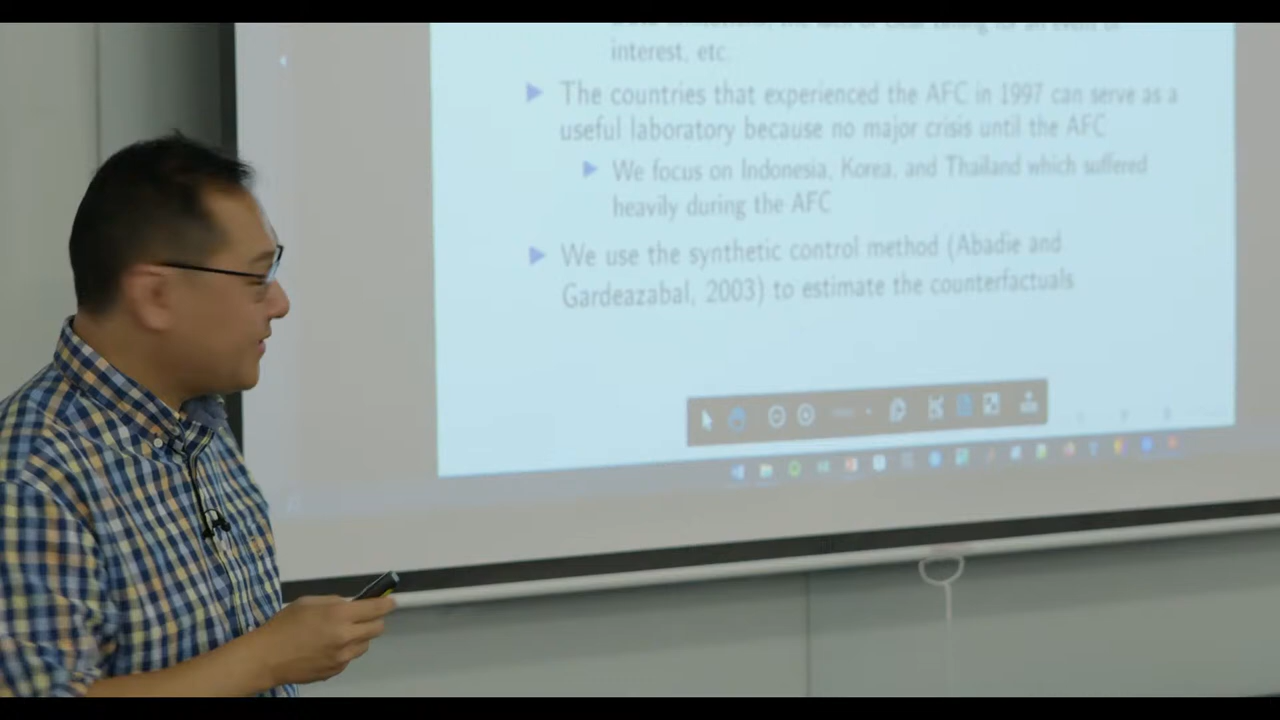 interest, etc.
The countries that experienced the AFC in 1997 can serve as a
useful laboratory because no major crisis until the AFC
We focus on Indonesia, Korea, and Thailand which suffered
heavily during the AFC
We use the synthetic control method (Abadie and
Gardeazabal, 2003) to estimate the counterfactuals